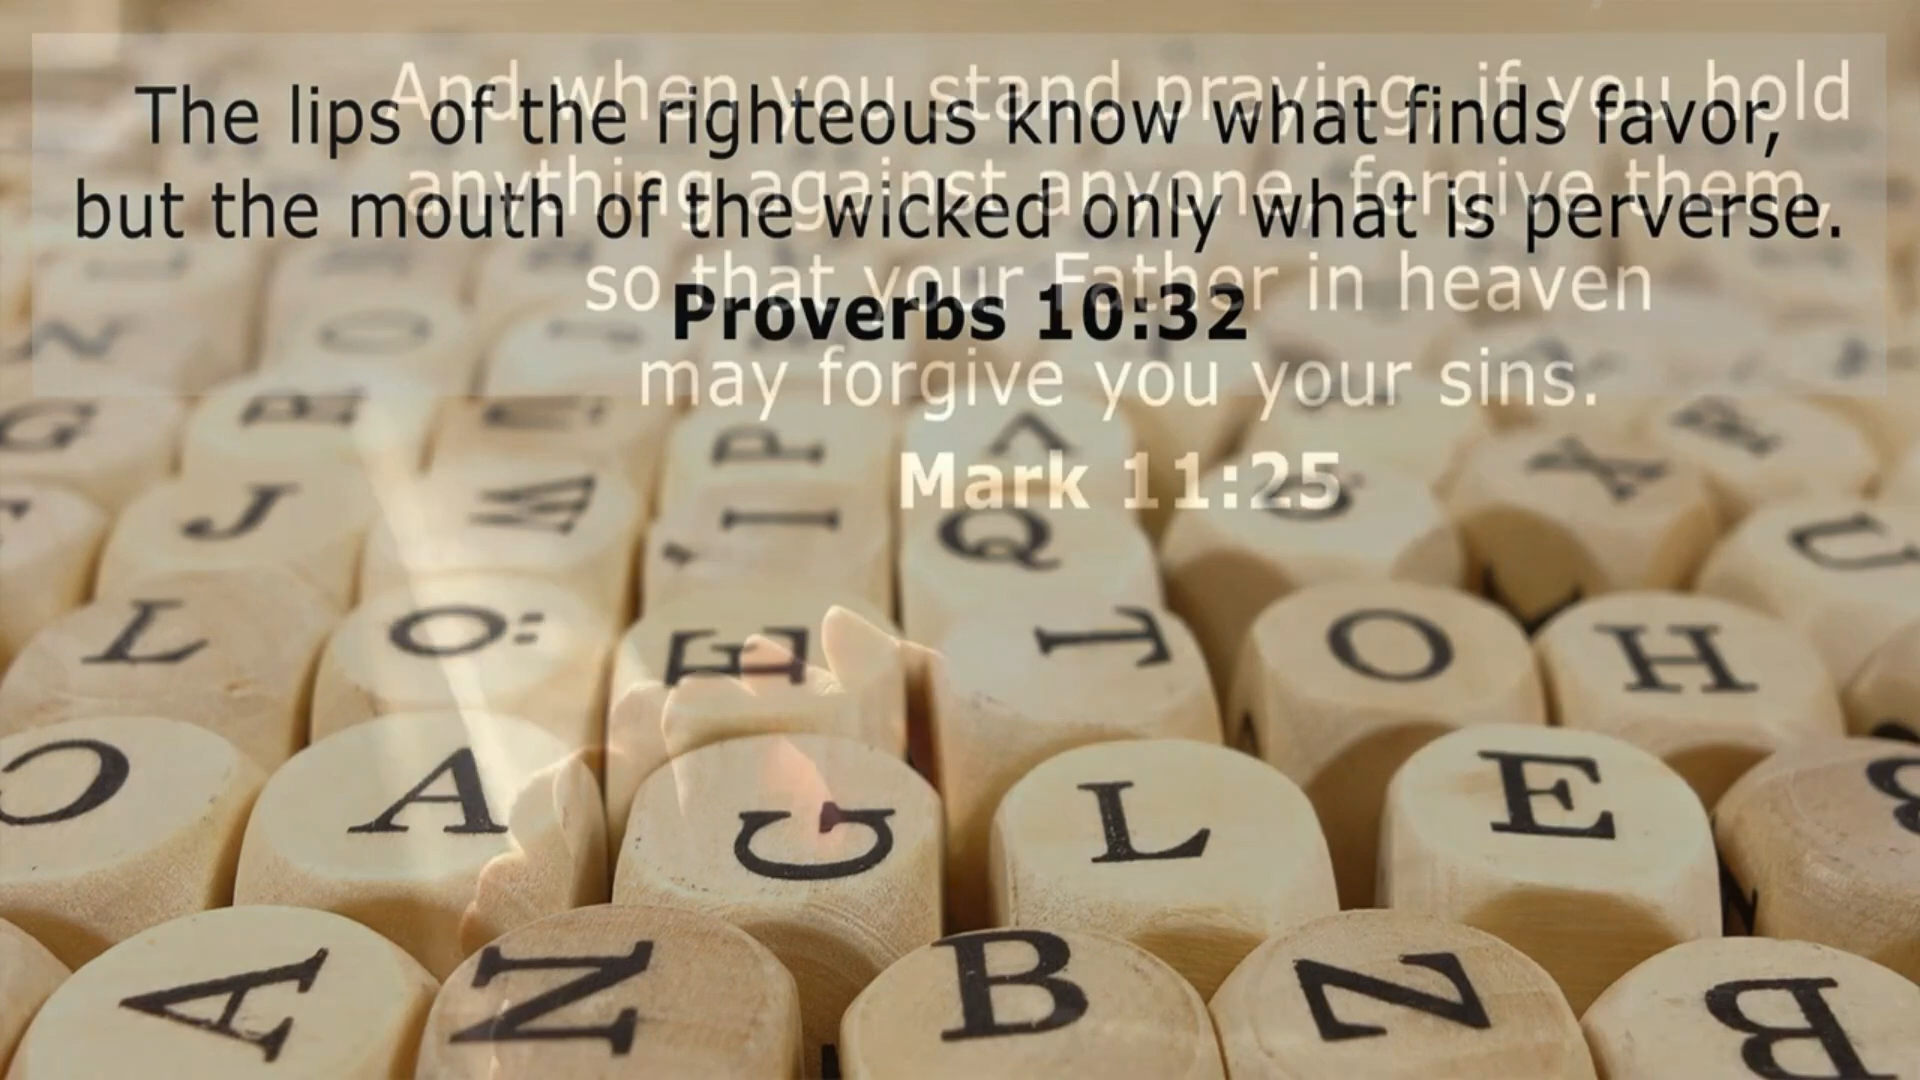 The lips of the righteous know what finds favor,
but the mouth of the wicked only what is perverse.
Proverbs 10:32
And when you stand praying, if you hold
anything against anyone, forgive them,
so that your Father in heaven
may forgive you your sins.
Mark 11:25
G
J
W
P
I
Q
X
U
L
O
E
T
O
H
A
G
L
E
A
Z
B
N
B